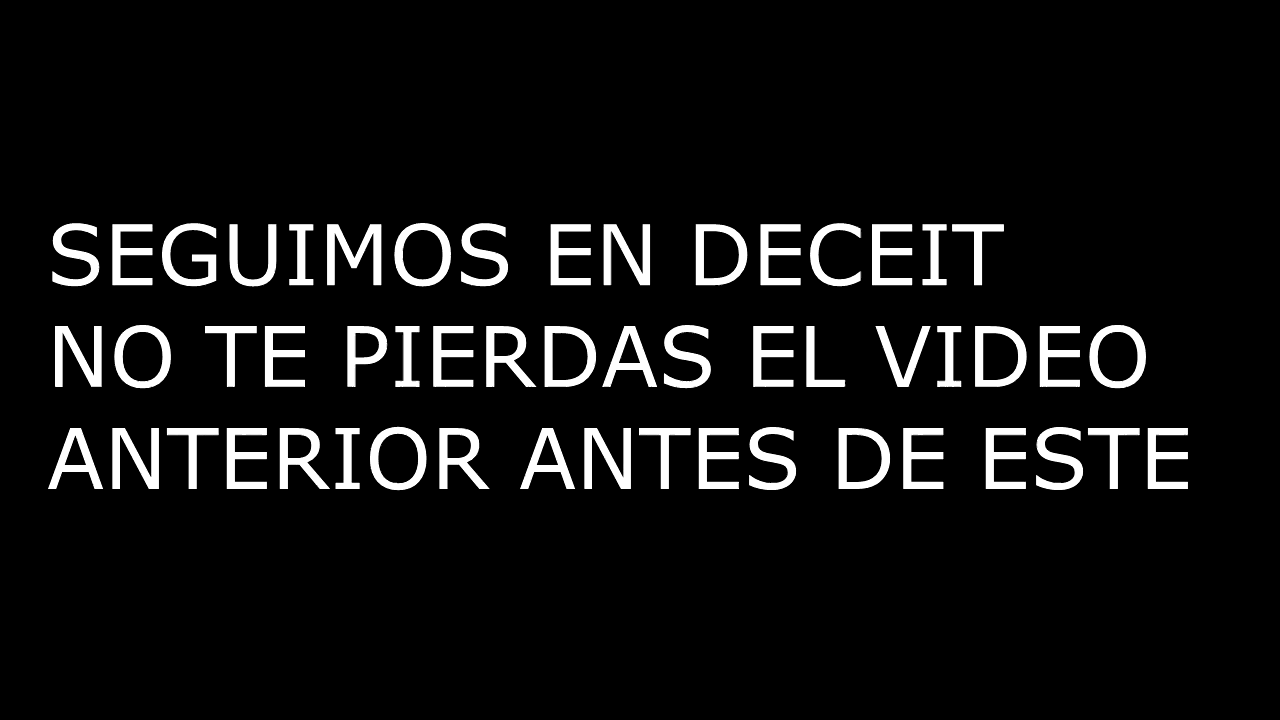 SEGUIMOS EN DECEIT
NO TE PIERDAS EL VIDEO
ANTERIOR ANTES DE ESTE